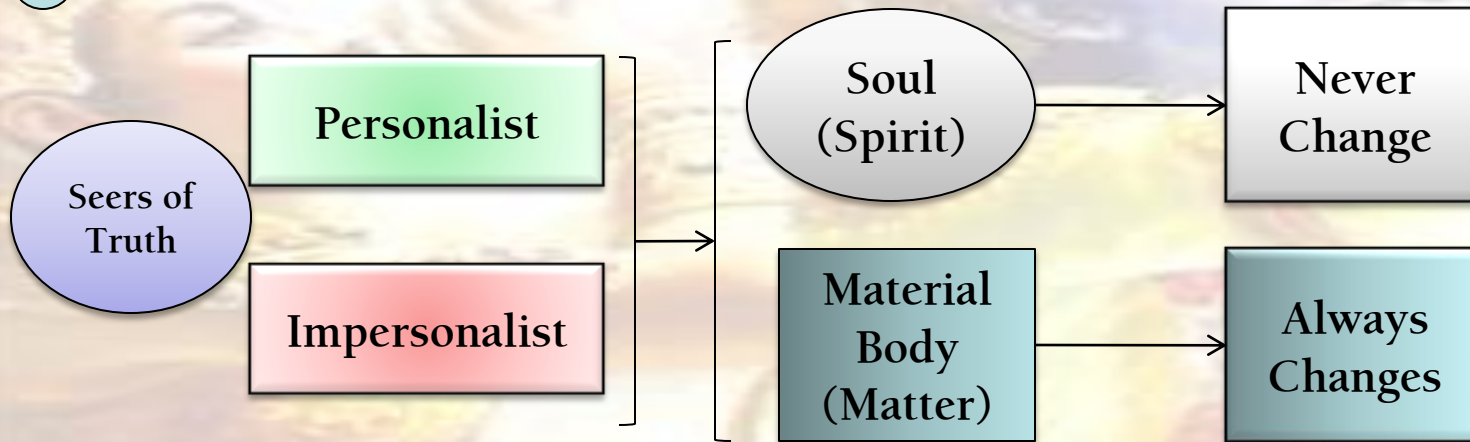 Seers of
Truth
Personalist
Impersonalist
Soul
(Spirit)
Never
Change
Material
Body
(Matter)
Always
Changes